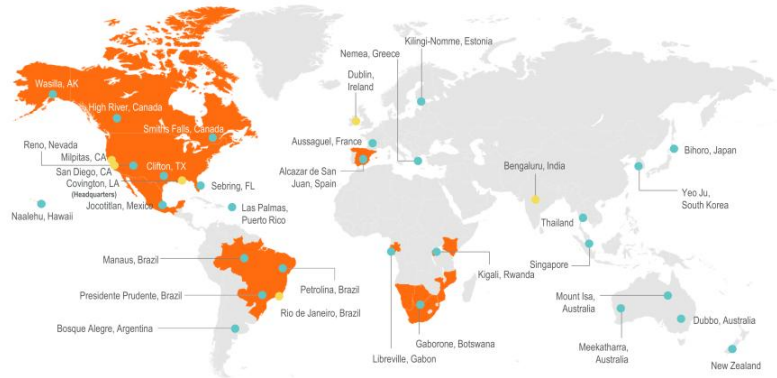 Wasilla, AK
High River, Canada
Smiths Falls, Canada
Reno, Nevada
Milpitas, CA
San Diego, CA
Clifton, TX
Covington, LA
(Headquarters)
Sebring, FL
Naalehu, Hawaii
Jocotitlan, Mexico
Las Palmas,
Puerto Rico
Manaus, Brazil
Petrolina, Brazil
Presidente Prudente, Brazil
Rio de Janeiro, Brazil
Bosque Alegre, Argentina
Kilingi-Nomme, Estonia
Nemea, Greece
Dublin,
Ireland
Aussaguel, France
Alcazar de San
Juan, Spain
Bengaluru, India
Bihoro, Japan
Yeo Ju,
South Korea
Thailand
Singapore
Kigali, Rwanda
Gaborone, Botswana
Libreville, Gabon
Mount Isa,
Australia
Dubbo, Australia
Meekatharra,
Australia
New Zealand